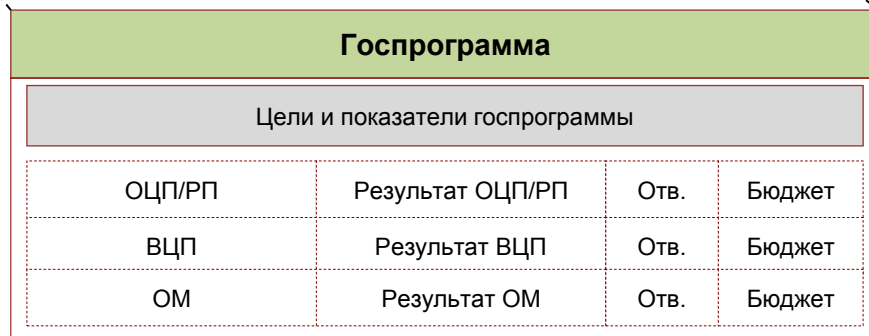 Госпрограмма
Цели и показатели госпрограммы
ОЦП/РП Результат ОЦП/РП Отв. Бюджет
ВЦП Результат ВЦП Отв. Бюджет
ОМ Результат ОМ Отв. Бюджет